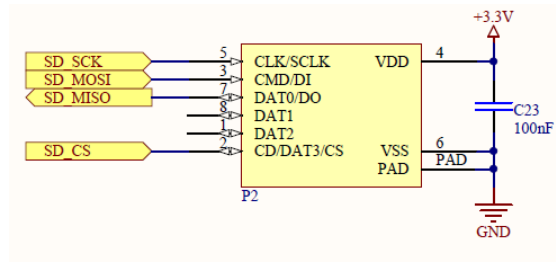 +3.3V
SD_SCK 5 CLK/SCLK VDD 4
SD_MOSI 3 CMD/DI
SD_MISO 7 DAT0/DO
8 DAT1
1 DAT2
SD_CS 2 CD/DAT3/CS VSS 6
PAD PAD
C23
100nF
P2
GND